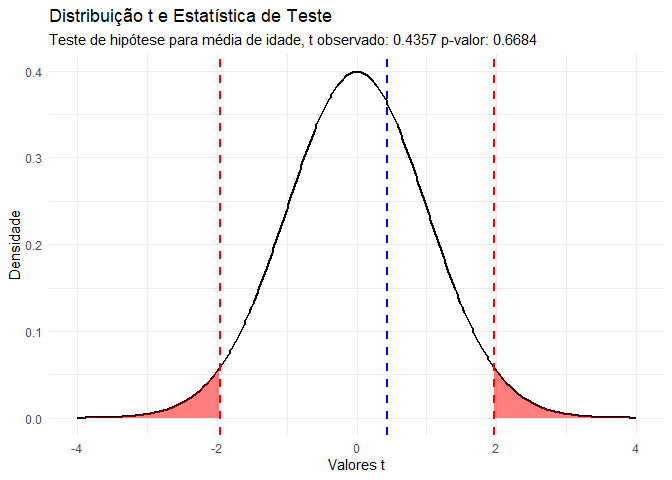 Distribuição t e Estatística de Teste
Teste de hipótese para média de idade, t observado: 0.4357 p-valor: 0.6684
0.4
0.3
0.2
0.1
0.0
Densidade
-4
-2
0
2
4
Valores t